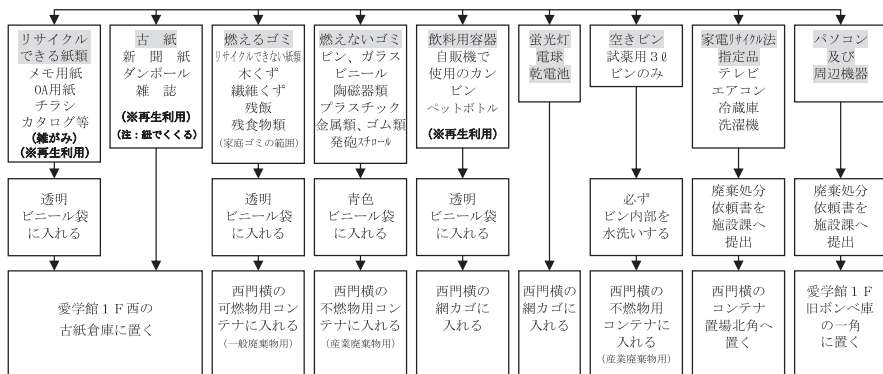 リサイクル
できる紙類
メモ用紙
OA用紙
チラシ
カタログ等
(雑がみ)
(※再生利用)
古　紙
新 聞 紙
ダンボール
雑　誌
(※再生利用)
(注:紐でくくる)
燃えるゴミ
リサイクルできない紙類
木くず
繊維くず
残飯
残食物類
(家庭ゴミの範囲)
燃えないゴミ
ビン、ガラス
ビニール
陶磁器類
プラスチック
金属類、ゴム類
発砲スチロール
飲料用容器
自販機で
使用のカン
ビン
ペットボトル
(※再生利用)
蛍光灯
電球
乾電池
空きビン
試薬用3ℓ
ビンのみ
家電リサイクル法
指定品
テレビ
エアコン
冷蔵庫
洗濯機
パソコン
及び
周辺機器
透明
ビニール袋
に入れる
透明
ビニール袋
に入れる
青色
ビニール袋
に入れる
透明
ビニール袋
に入れる
必ず
ビン内部を
水洗いする
廃棄処分
依頼書を
施設課へ
提出
廃棄処分
依頼書を
施設課へ
提出
愛学館1F西の
古紙倉庫に置く
西門横の
可燃物用コン
テナに入れる
(一般廃棄物用)
西門横の
不燃物用コン
テナに入れる
(産業廃棄物用)
西門横の
網カゴに
入れる
西門横の
網カゴに
入れる
西門横の
不燃物用
コンテナに
入れる
(産業廃棄物用)
西門横の
コンテナ
置場北角へ
置く
愛学館1F
旧ボンベ庫
の一角
に置く